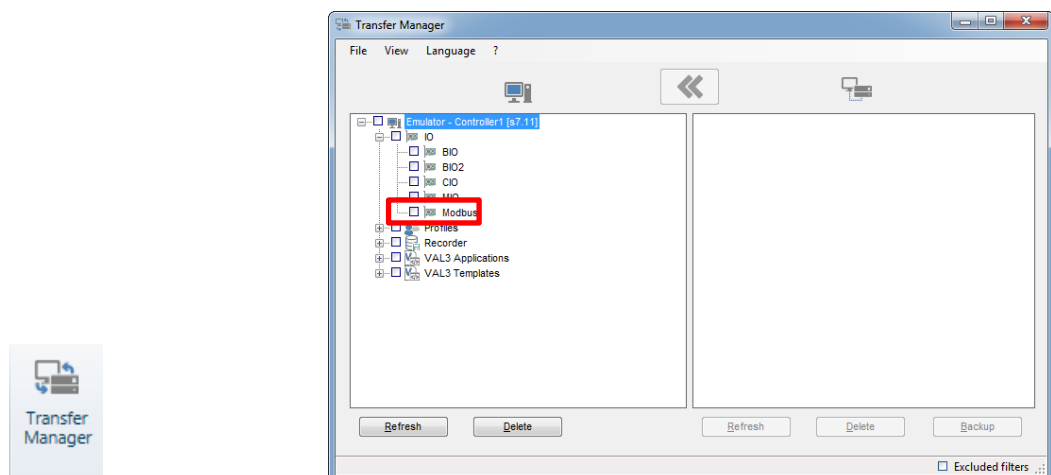 Transfer Manager
File View Language ?
Emulator - Controller1 [s7.11]
IO
BIO
BIO2
CIO
MIO
Modbus
Profiles
Recorder
VAL3 Applications
VAL3 Templates
Refresh Delete Refresh Delete Backup
Excluded filters
Transfer
Manager